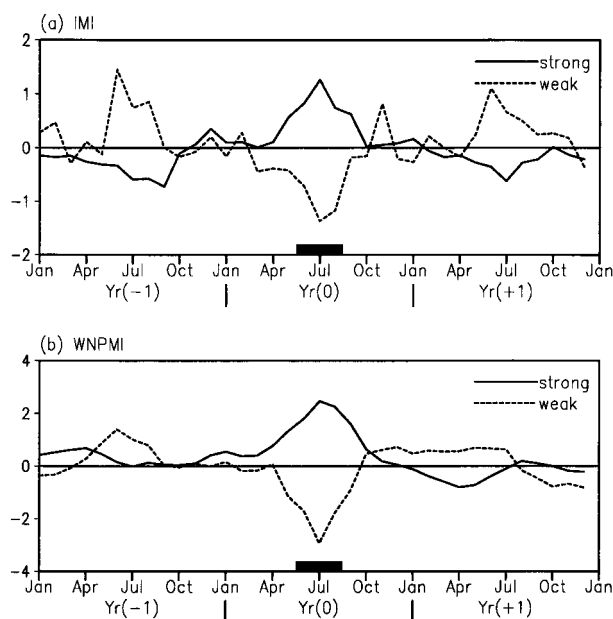 (a) IMI
2
1
0
-1
-2
strong
weak
Jan Apr Jul Oct Jan Apr Jul Oct Jan Apr Jul Oct Jan
Yr(-1) Yr(0) Yr(+1)
(b) WNPMI
4
2
0
-2
-4
strong
weak
Jan Apr Jul Oct Jan Apr Jul Oct Jan Apr Jul Oct Jan
Yr(-1) Yr(0) Yr(+1)